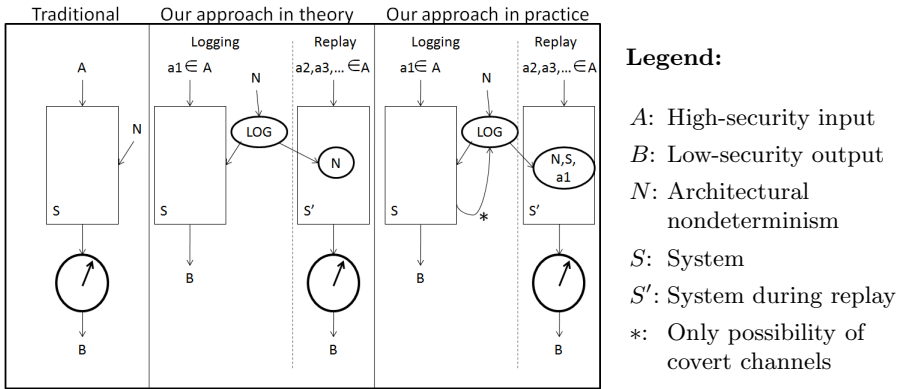 Traditional
Our approach in theory
Our approach in practice
Logging
Replay
Logging
Replay
A
a1∈ A
a2,a3,... ∈A
a1∈ A
a2,a3,... ∈A
N
N
N
LOG
LOG
N
N,S,
a1
S
S
S'
S
*
S'
B
B
B
B
B
Legend:
A: High-security input
B: Low-security output
N: Architectural
nondeterminism
S: System
S′: System during replay
*: Only possibility of
covert channels